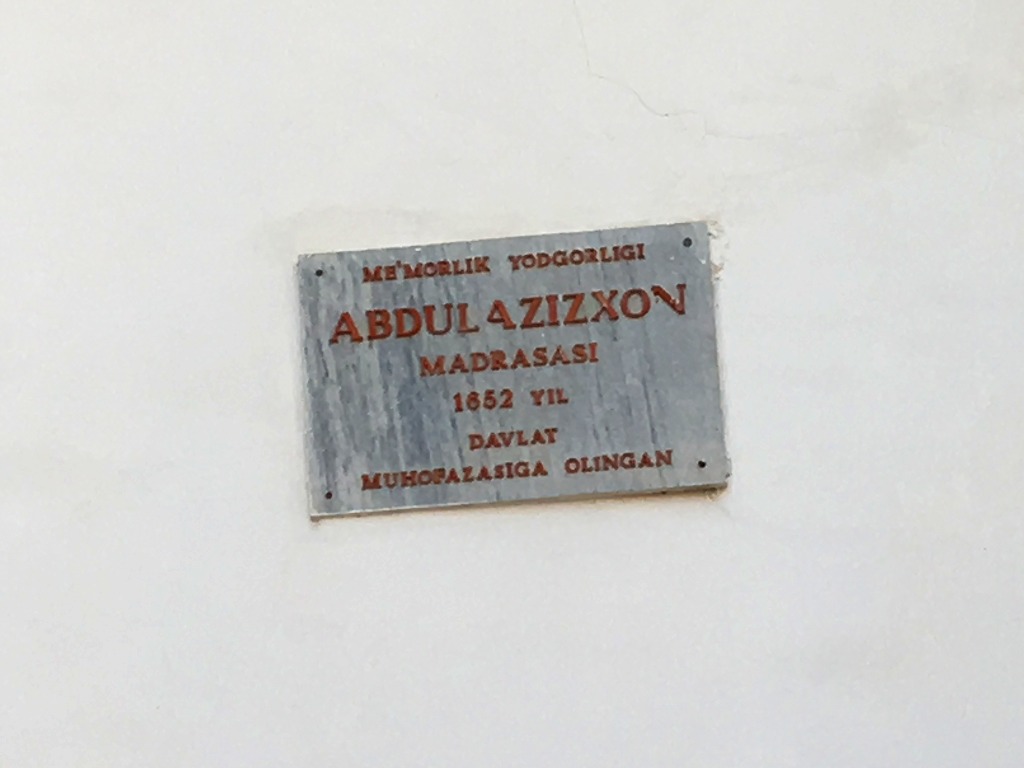 ME'MORLIK YODGORLIGI
ABDULAZIZXON
MADRASASI
1652 YIL
DAVLAT
MUHOFAZASIGA OLINGAN